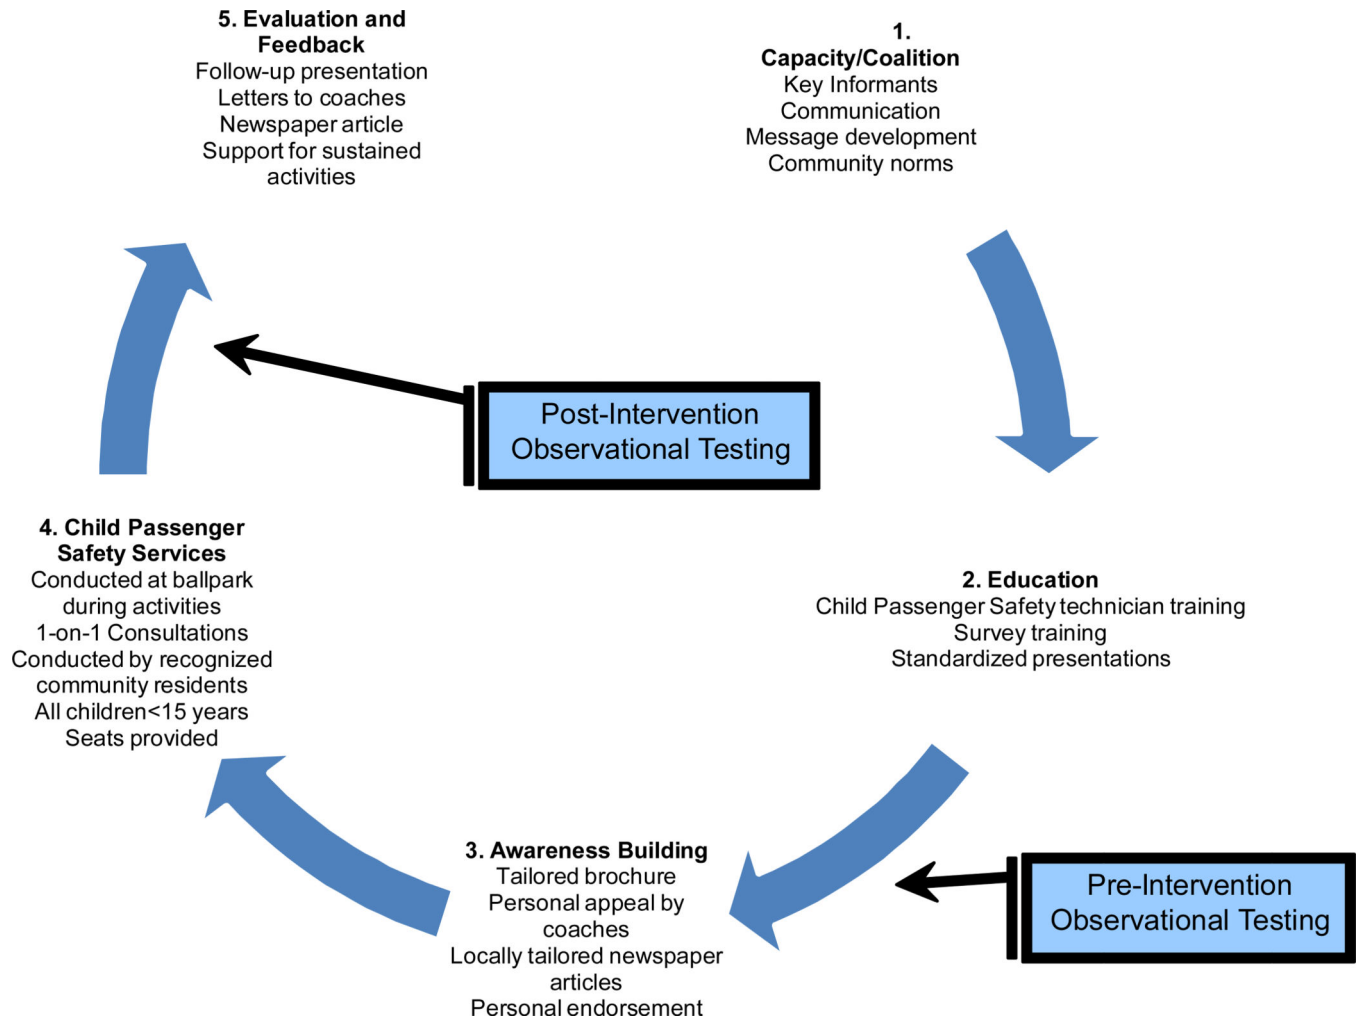 5. Evaluation and
Feedback
Follow-up presentation
Letters to coaches
Newspaper article
Support for sustained
activities
1.
Capacity/Coalition
Key Informants
Communication
Message development
Community norms
Post-Intervention
Observational Testing
4. Child Passenger
Safety Services
Conducted at ballpark
during activities
1-on-1 Consultations
Conducted by recognized
community residents
All children<15 years
Seats provided
2. Education
Child Passenger Safety technician training
Survey training
Standardized presentations
3. Awareness Building
Tailored brochure
Personal appeal by
coaches
Locally tailored newspaper
articles
Personal endorsement
Pre-Intervention
Observational Testing